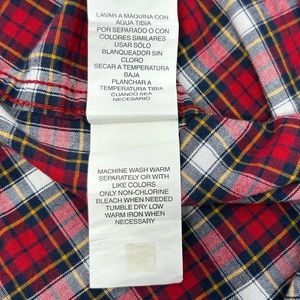 LAVAR A MÁQUINA CON
AGUA TIBIA
POR SEPARADO O CON
COLORES SIMILARES
USAR SÓLO
BLANQUEADOR SIN
CLORO
SECAR A TEMPERATURA
BAJA
PLANCHAR A
TEMPERATURA TIBIA
CUANDO SEA
NECESARIO
MACHINE WASH WARM
SEPARATELY OR WITH
LIKE COLORS
ONLY NON-CHLORINE
BLEACH WHEN NEEDED
TUMBLE DRY LOW
WARM IRON WHEN
NECESSARY